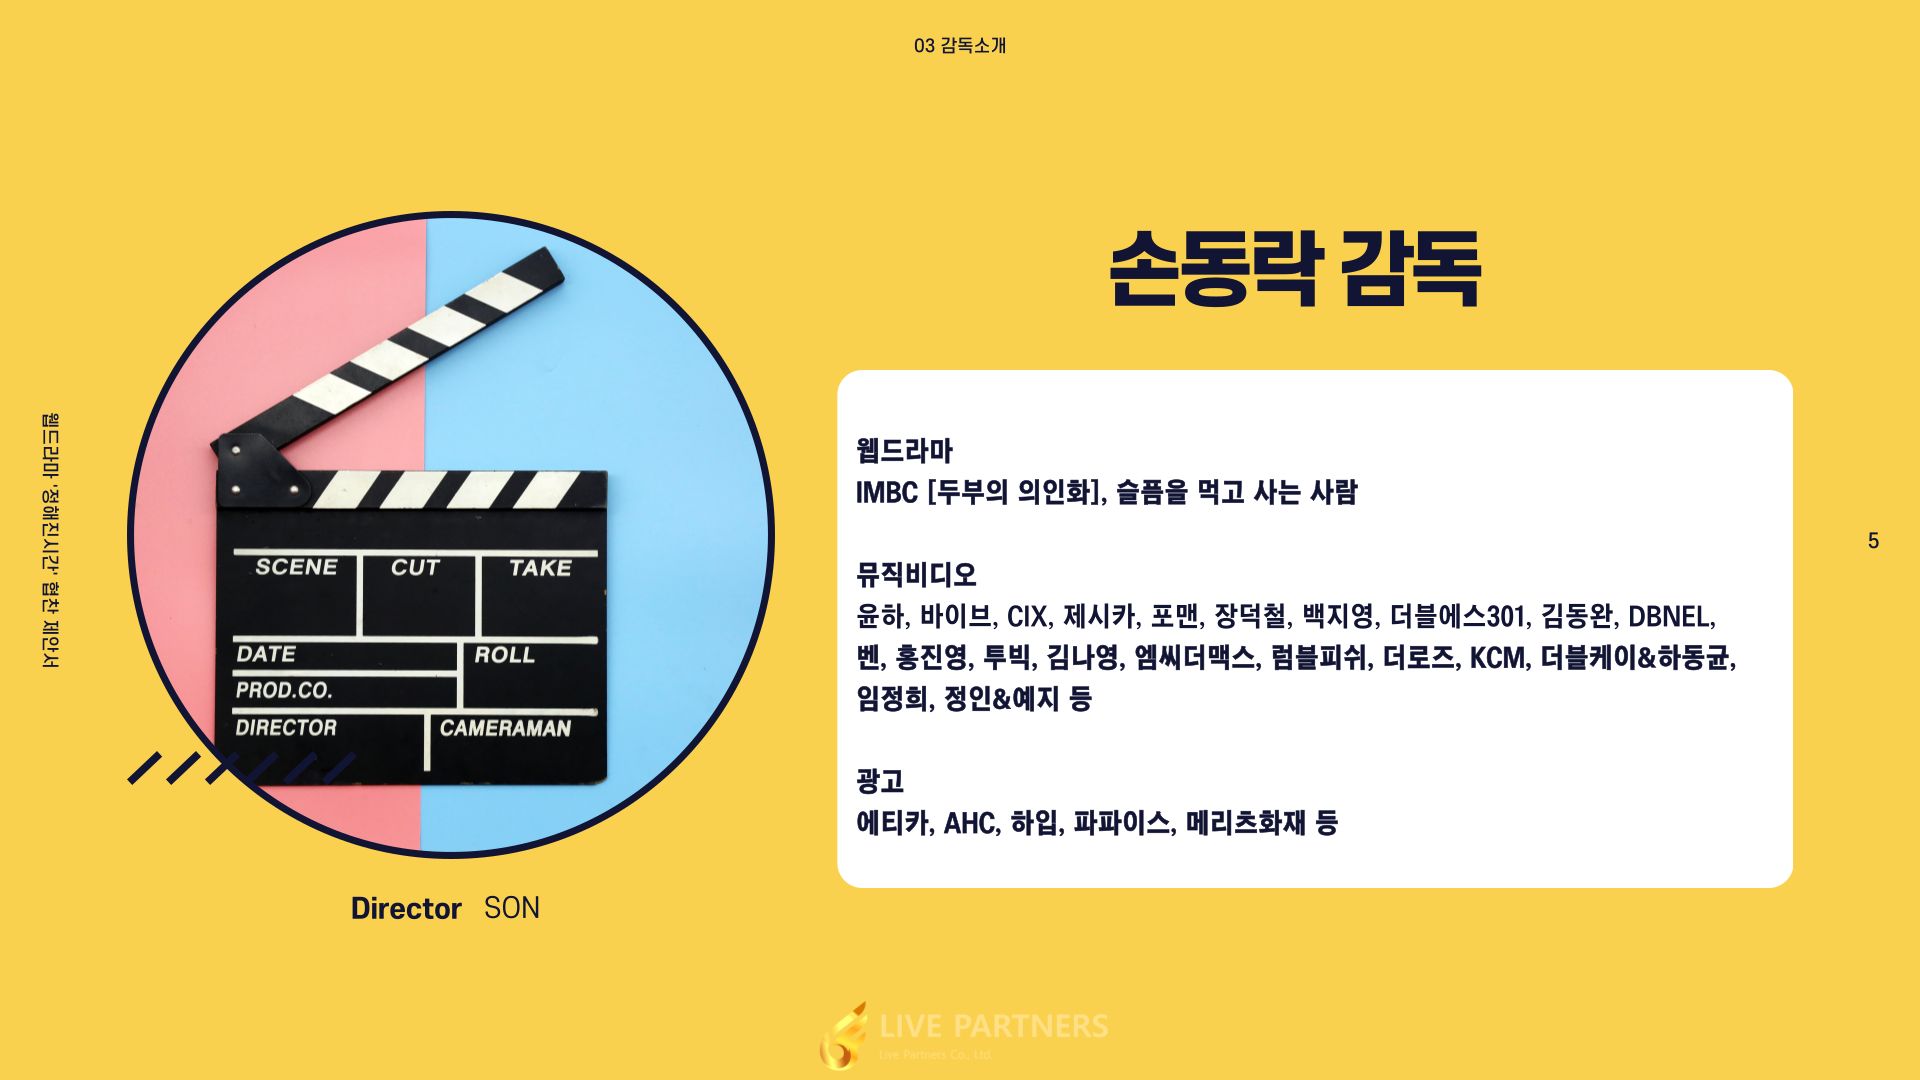 03 감독소개
웹드라마 '정해진시간' 협찬 제안서
손동락 감독
웹드라마
IMBC [두부의 의인화], 슬픔을 먹고 사는 사람
뮤직비디오
윤하, 바이브, CIX, 제시카, 포맨, 장덕철, 백지영, 더블에스301, 김동완, DBNEL,
벤, 홍진영, 투빅, 김나영, 엠씨더맥스, 럼블피쉬, 더로즈, KCM, 더블케이&하동균,
임정희, 정인&예지 등
광고
에티카, AHC, 하입, 파파이스, 메리츠화재 등
SCENE CUT TAKE
DATE ROLL
PROD.CO.
DIRECTOR CAMERAMAN
Director SON
5
LIVE PARTNERS
Live Partners Co., Ltd.